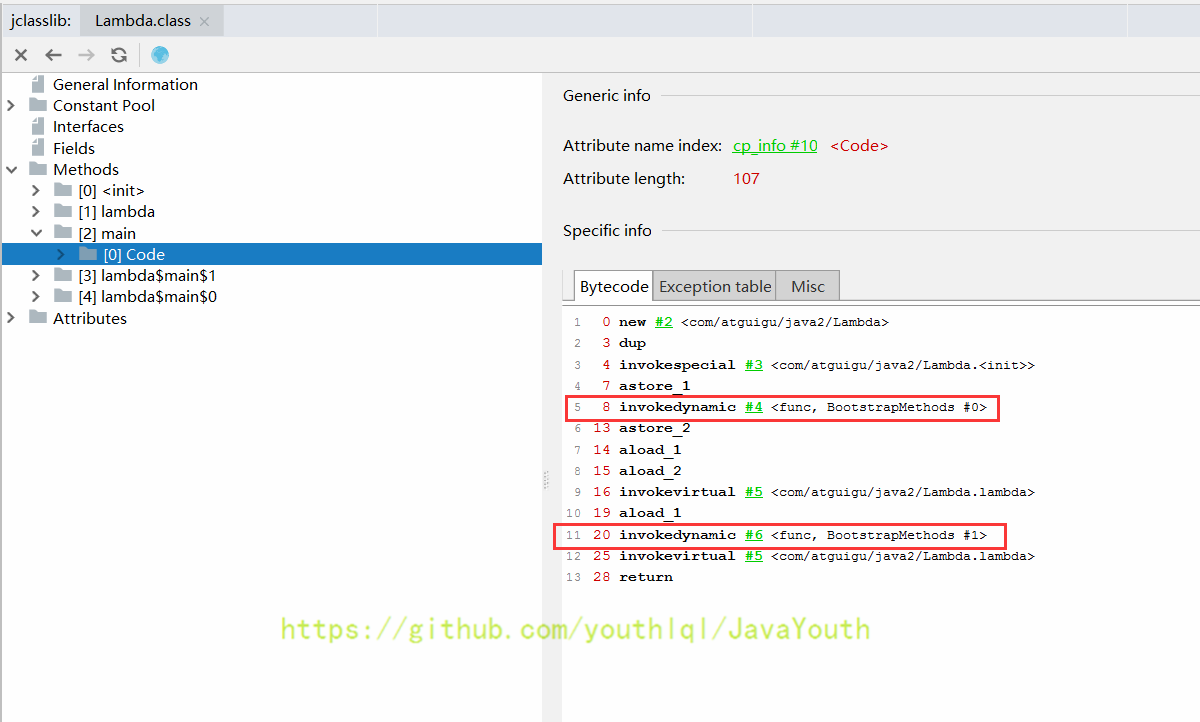 jclasslib: Lambda.class
General Information
Constant Pool
Interfaces
Fields
Methods
[0] <init>
[1] lambda
[2] main
[0] Code
[3] lambda$main$1
[4] lambda$main$0
Attributes
Generic info
Attribute name index: cp_info #10 <Code>
Attribute length: 107
Specific info
Bytecode Exception table Misc
1 0 new #2 <com/atguigu/java2/Lambda>
2 3 dup
3 4 invokespecial #3 <com/atguigu/java2/Lambda.<init>>
4 7 astore_1
5 8 invokedynamic #4 <func, BootstrapMethods #0>
6 13 astore_2
7 14 aload_1
8 15 aload_2
9 16 invokevirtual #5 <com/atguigu/java2/Lambda.lambda>
10 19 aload_1
11 20 invokedynamic #6 <func, BootstrapMethods #1>
12 25 invokevirtual #5 <com/atguigu/java2/Lambda.lambda>
13 28 return
https://github.com/youthlql/JavaYouth